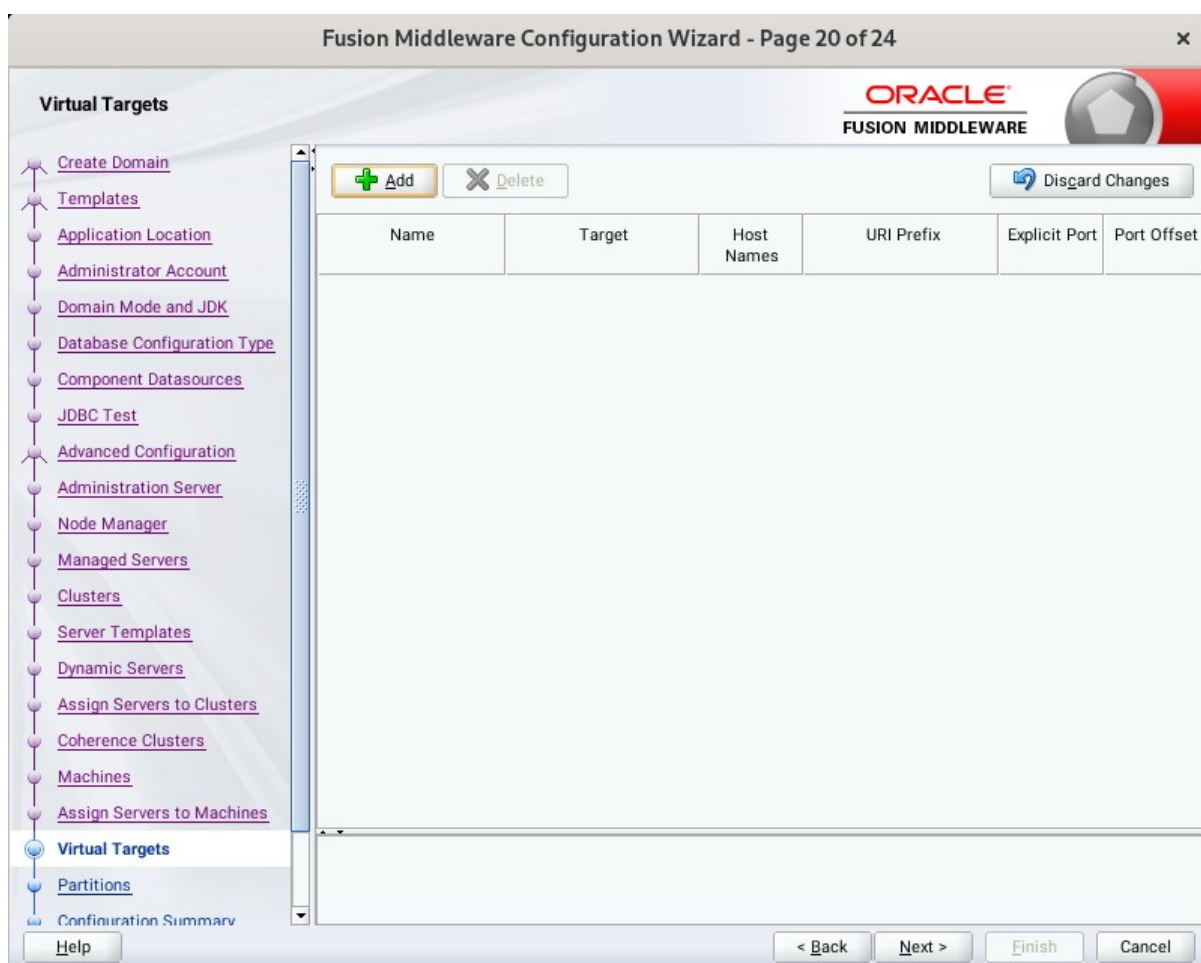 Fusion Middleware Configuration Wizard - Page 20 of 24
Virtual Targets
ORACLE
FUSION MIDDLEWARE
Create Domain
Templates
Application Location
Administrator Account
Domain Mode and JDK
Database Configuration Type
Component Datasources
JDBC Test
Advanced Configuration
Administration Server
Node Manager
Managed Servers
Clusters
Server Templates
Dynamic Servers
Assign Servers to Clusters
Coherence Clusters
Machines
Assign Servers to Machines
Virtual Targets
Partitions
Configuration Summary
Add
Delete
Discard Changes
Name
Target
Host
Names
URI Prefix
Explicit Port
Port Offset
Help
< Back
Next >
Finish
Cancel